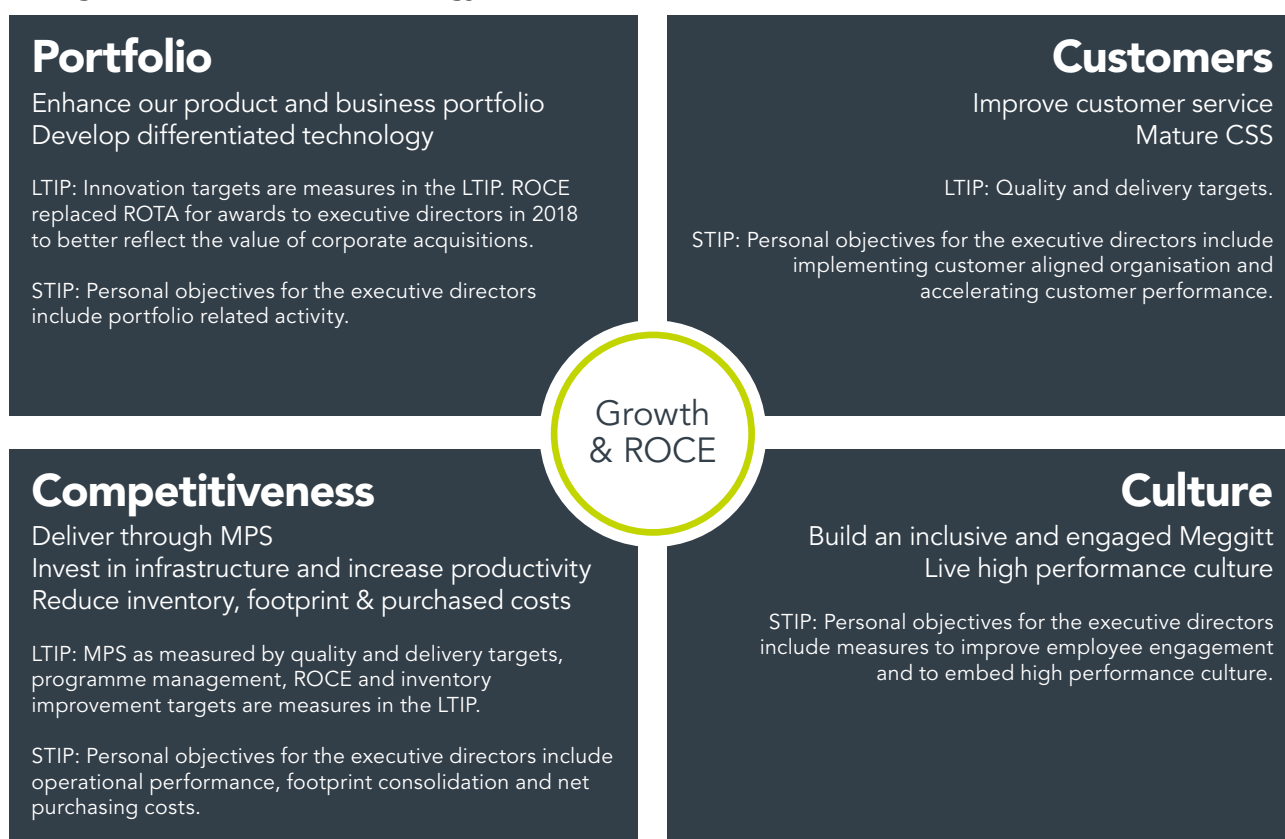 Portfolio
Enhance our product and business portfolio
Develop differentiated technology
LTIP: Innovation targets are measures in the LTIP. ROCE
replaced ROTA for awards to executive directors in 2018
to better reflect the value of corporate acquisitions.
STIP: Personal objectives for the executive directors
include portfolio related activity.
Customers
Improve customer service
Mature CSS
LTIP: Quality and delivery targets.
STIP: Personal objectives for the executive directors include
implementing customer aligned organisation and
accelerating customer performance.
Growth
& ROCE
Competitiveness
Deliver through MPS
Invest in infrastructure and increase productivity
Reduce inventory, footprint & purchased costs
LTIP: MPS as measured by quality and delivery targets,
programme management, ROCE and inventory
improvement targets are measures in the LTIP.
STIP: Personal objectives for the executive directors include
operational performance, footprint consolidation and net
purchasing costs.
Culture
Build an inclusive and engaged Meggitt
Live high performance culture
STIP: Personal objectives for the executive directors
include measures to improve employee engagement
and to embed high performance culture.